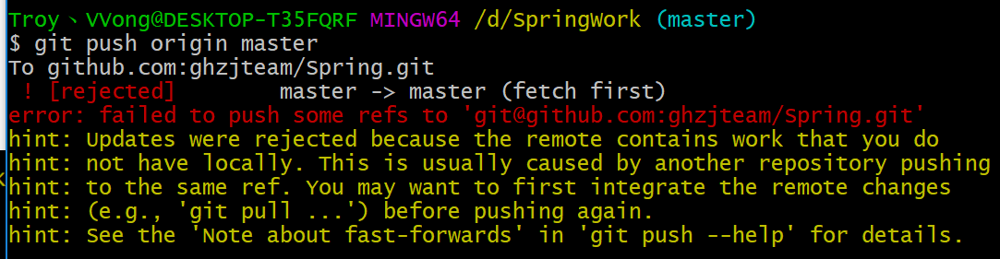 Troy丶VVong@DESKTOP-T35FQRF MINGW64 /d/SpringWork (master)
$ git push origin master
To github.com:ghzjteam/Spring.git
 ! [rejected]        master -> master (fetch first)
error: failed to push some refs to 'git@github.com:ghzjteam/Spring.git'
hint: Updates were rejected because the remote contains work that you do
hint: not have locally. This is usually caused by another repository pushing
hint: to the same ref. You may want to first integrate the remote changes
hint: (e.g., 'git pull ...') before pushing again.
hint: See the 'Note about fast-forwards' in 'git push --help' for details.